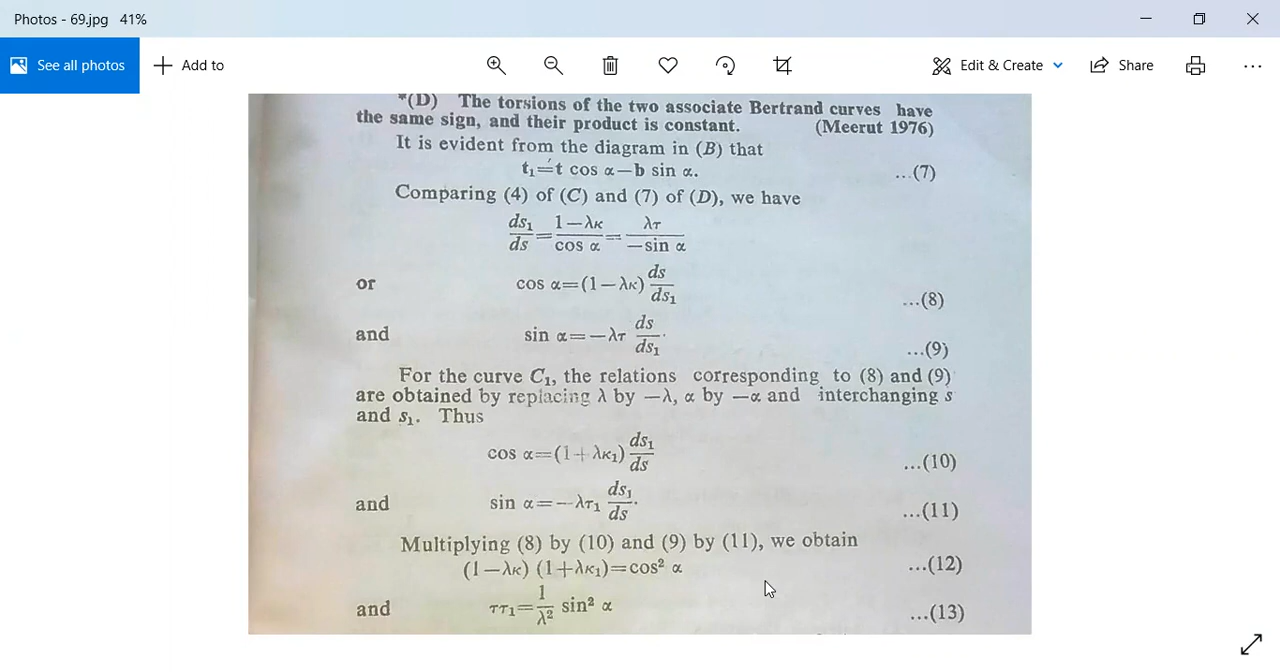 Photos - 69.jpg 41%
See all photos
Add to
Edit & Create
Share
*(D) The torsions of the two associate Bertrand curves have
the same sign, and their product is constant. (Meerut 1976)
It is evident from the diagram in (B) that
t₁=t cos α−b sin α. ...(7)
Comparing (4) of (C) and (7) of (D), we have
ds₁/ds = (1−λκ)/cos α = λτ/(−sin α)
or cos α=(1−λκ) ds/ds₁ ...(8)
and sin α=−λτ ds/ds₁. ...(9)
For the curve C₁, the relations corresponding to (8) and (9)
are obtained by replacing λ by −λ, α by −α and interchanging s
and s₁. Thus
cos α=(1+λκ₁) ds₁/ds ...(10)
and sin α=−λτ₁ ds₁/ds. ...(11)
Multiplying (8) by (10) and (9) by (11), we obtain
(1−λκ) (1+λκ₁)=cos² α ...(12)
and ττ₁=1/λ² sin² α ...(13)